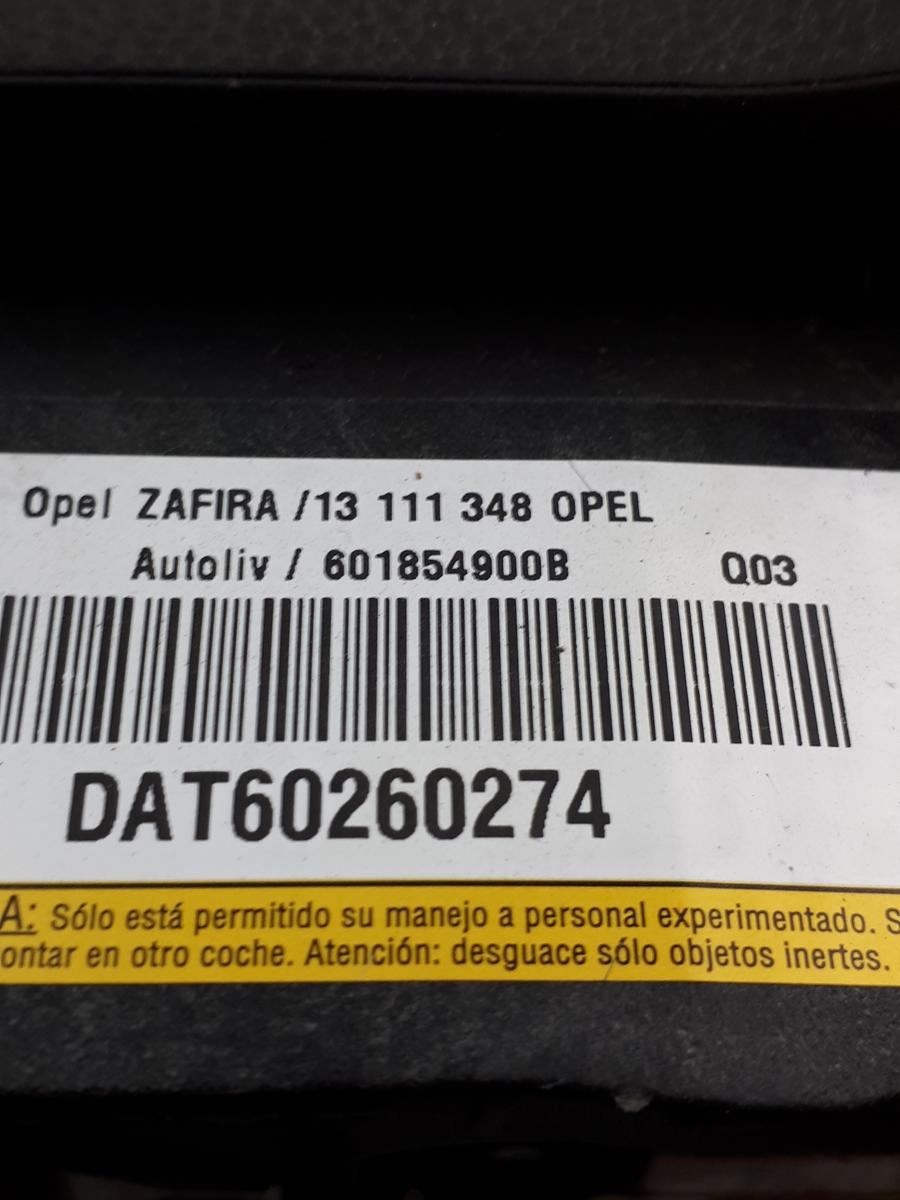 Opel ZAFIRA /13 111 348 OPEL
Autoliv / 601854900B Q03
DAT60260274
A: Sólo está permitido su manejo a personal experimentado. S
ontar en otro coche. Atención: desguace sólo objetos inertes.